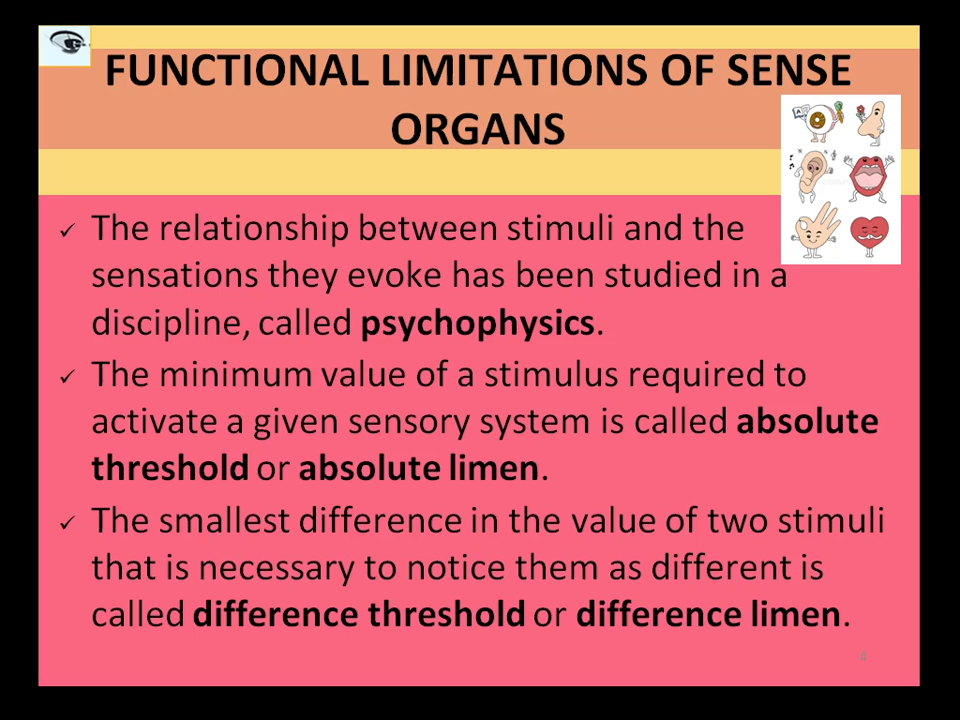 FUNCTIONAL LIMITATIONS OF SENSE
ORGANS
✓ The relationship between stimuli and the
sensations they evoke has been studied in a
discipline, called psychophysics.
✓ The minimum value of a stimulus required to
activate a given sensory system is called absolute
threshold or absolute limen.
✓ The smallest difference in the value of two stimuli
that is necessary to notice them as different is
called difference threshold or difference limen.
4